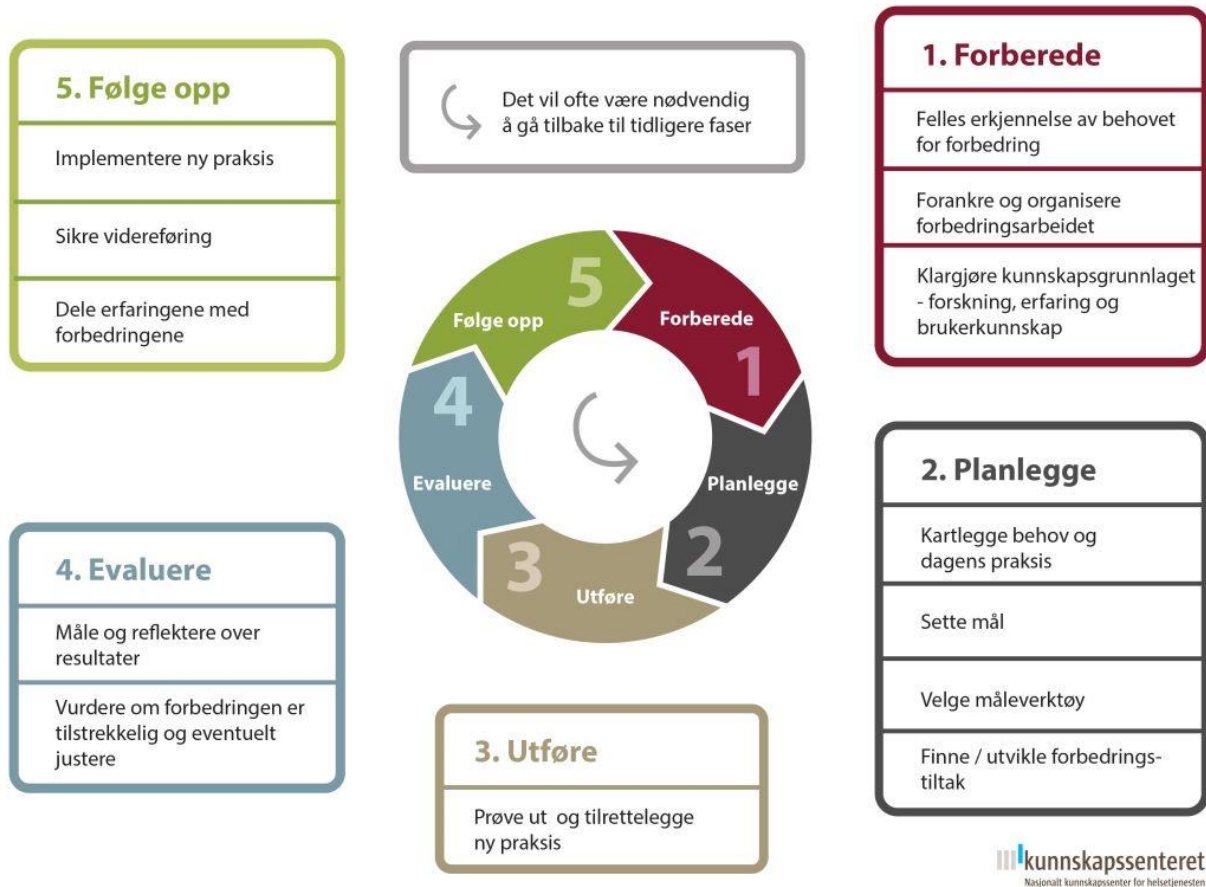 5. Følge opp
Implementere ny praksis
Sikre videreføring
Dele erfaringene med
forbedringene
Det vil ofte være nødvendig
å gå tilbake til tidligere faser
1. Forberede
Felles erkjennelse av behovet
for forbedring
Forankre og organisere
forbedringsarbeidet
Klargjøre kunnskapsgrunnlaget
- forskning, erfaring og
brukerkunnskap
5
Følge opp
Forberede
1
4
Evaluere
Planlegge
2
3
Utføre
2. Planlegge
Kartlegge behov og
dagens praksis
Sette mål
Velge måleverktøy
Finne / utvikle forbedrings-
tiltak
4. Evaluere
Måle og reflektere over
resultater
Vurdere om forbedringen er
tilstrekkelig og eventuelt
justere
3. Utføre
Prøve ut og tilrettelegge
ny praksis
kunnskapssenteret
Nasjonalt kunnskapssenter for helsetjenesten